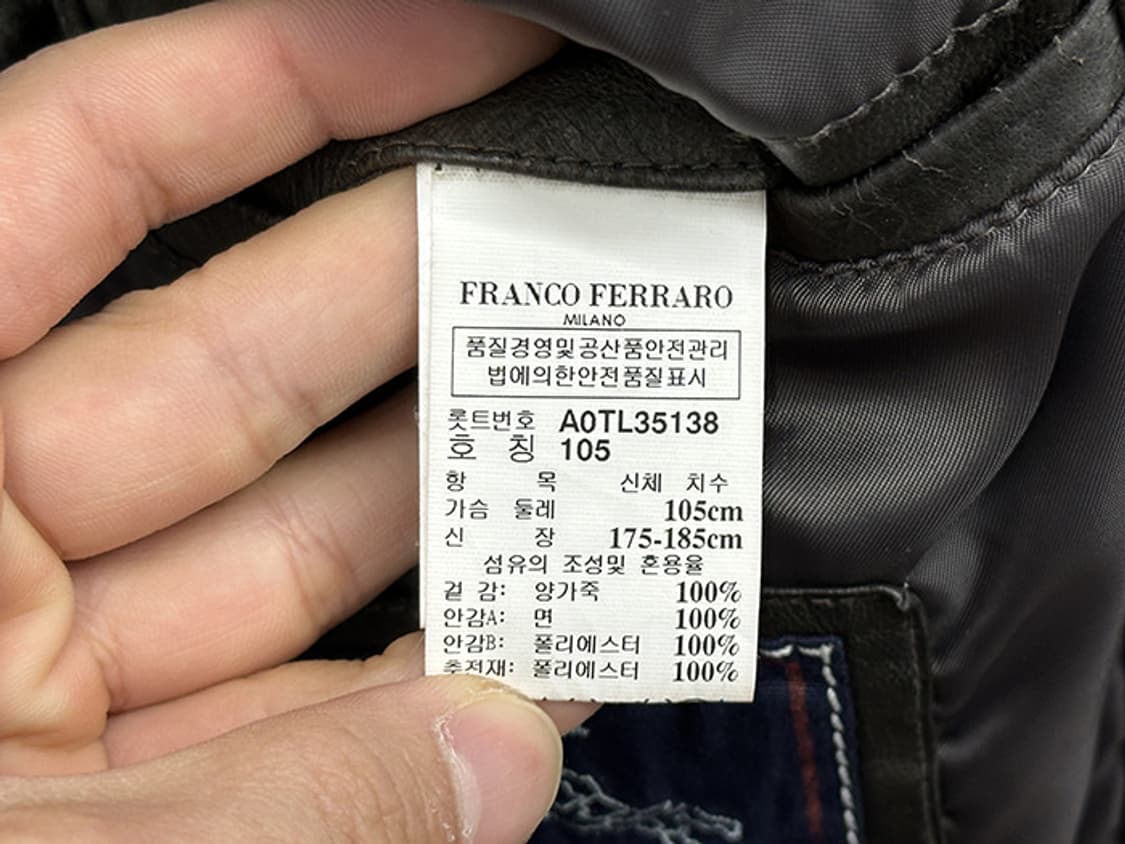 FRANCO FERRARO
MILANO
품질경영및공산품안전관리
법에의한안전품질표시
롯트번호 A0TL35138
호 칭 105
항 목 신체 치수
가슴 둘레 105cm
신 장 175-185cm
섬유의 조성및 혼용율
겉 감: 양가죽 100%
안감A: 면 100%
안감B: 폴리에스터 100%
충전재: 폴리에스터 100%